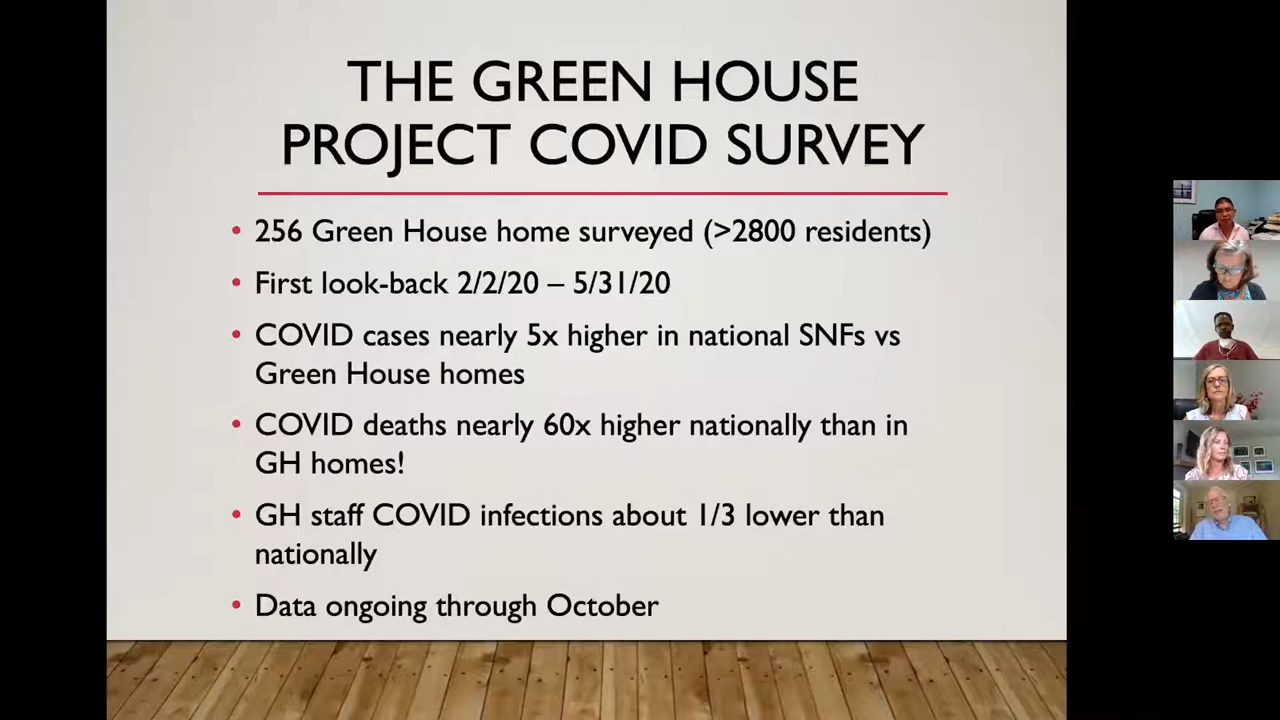 THE GREEN HOUSE
PROJECT COVID SURVEY
• 256 Green House home surveyed (>2800 residents)
• First look-back 2/2/20 – 5/31/20
• COVID cases nearly 5x higher in national SNFs vs
Green House homes
• COVID deaths nearly 60x higher nationally than in
GH homes!
• GH staff COVID infections about 1/3 lower than
nationally
• Data ongoing through October